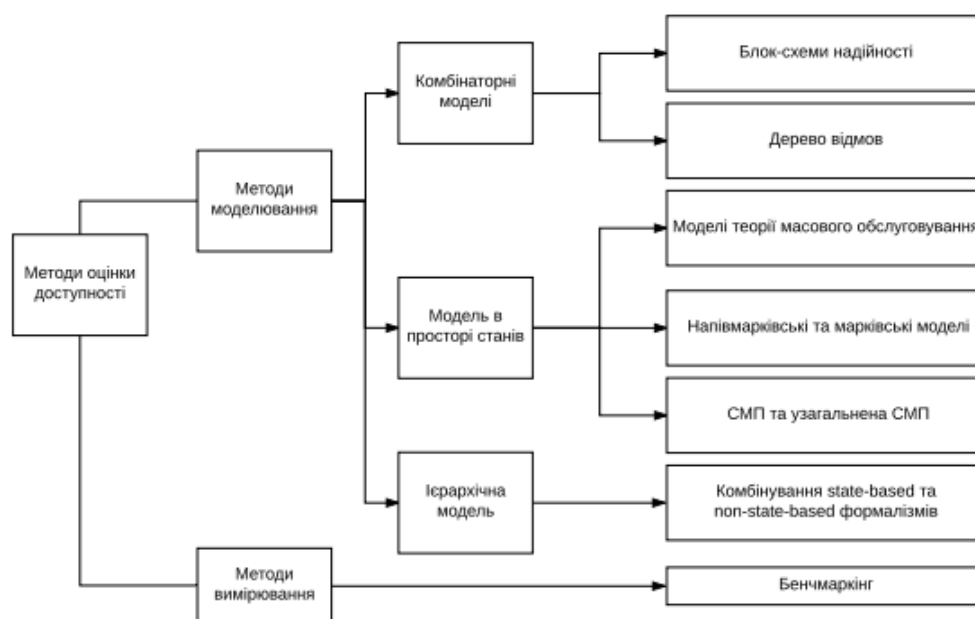 Блок-схеми надійності
Комбінаторні
моделі
Дерево відмов
Методи
моделювання
Моделі теорії масового обслуговування
Методи оцінки
доступності
Модель в
просторі станів
Напівмарківські та марківські моделі
СМП та узагальнена СМП
Ієрархічна
модель
Комбінування state-based та
non-state-based формалізмів
Методи
вимірювання
Бенчмаркінг